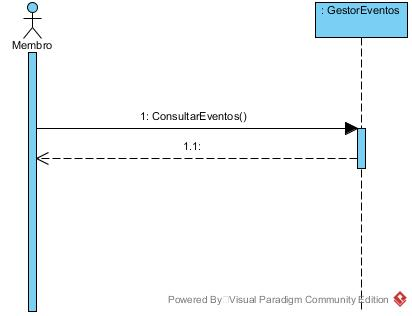 : GestorEventos
Membro
1: ConsultarEventos()
1.1:
Powered By Visual Paradigm Community Edition